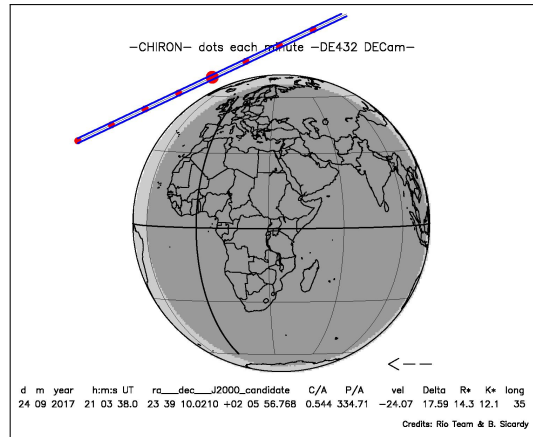 —CHIRON— dots each minute —DE432 DECam—
d m year h:m:s UT ra___dec___J2000_candidate C/A P/A vel Delta R* K* long
24 09 2017 21 03 38.0 23 39 10.0210 +02 05 56.768 0.544 334.71 −24.07 17.59 14.3 12.1 35
Credits: Rio Team & B. Sicardy